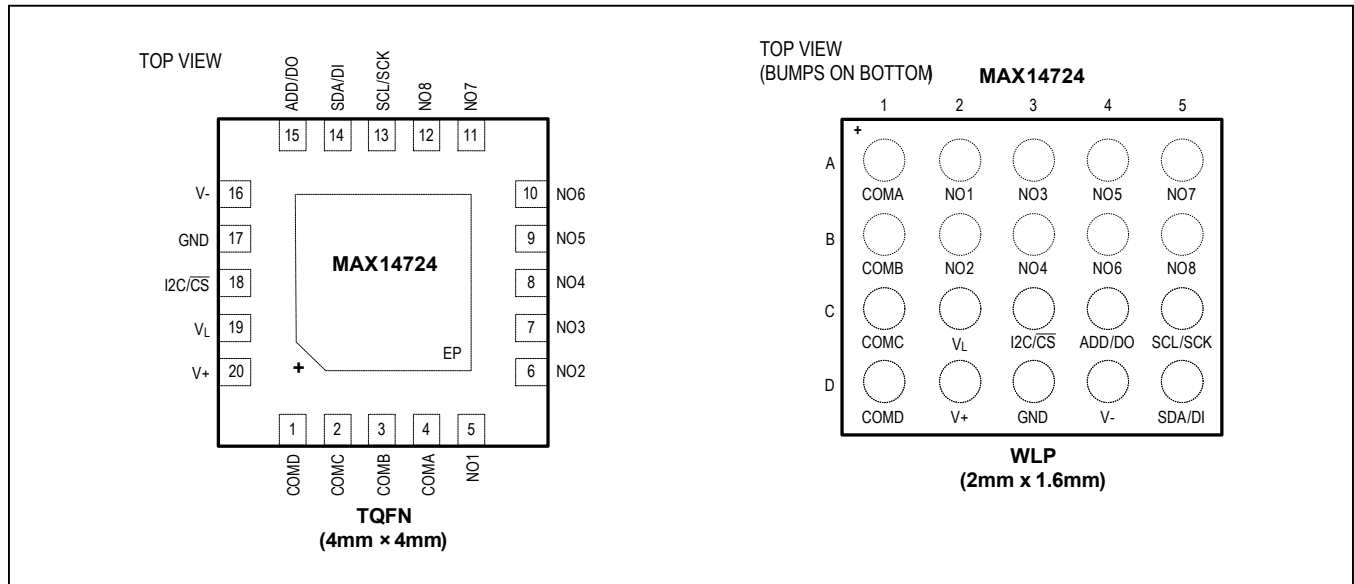 TOP VIEW
ADD/DO
SDA/DI
SCL/SCK
NO8
NO7
15 14 13 12 11
V- 16
GND 17
I2C/C̅S̅ 18
VL 19
V+ 20
MAX14724
EP
+
10 NO6
9 NO5
8 NO4
7 NO3
6 NO2
1 2 3 4 5
COMD
COMC
COMB
COMA
NO1
TQFN
(4mm × 4mm)
TOP VIEW
(BUMPS ON BOTTOM)
MAX14724
1 2 3 4 5
+
A
COMA NO1 NO3 NO5 NO7
B
COMB NO2 NO4 NO6 NO8
C
COMC VL I2C/C̅S̅ ADD/DO SCL/SCK
D
COMD V+ GND V- SDA/DI
WLP
(2mm x 1.6mm)